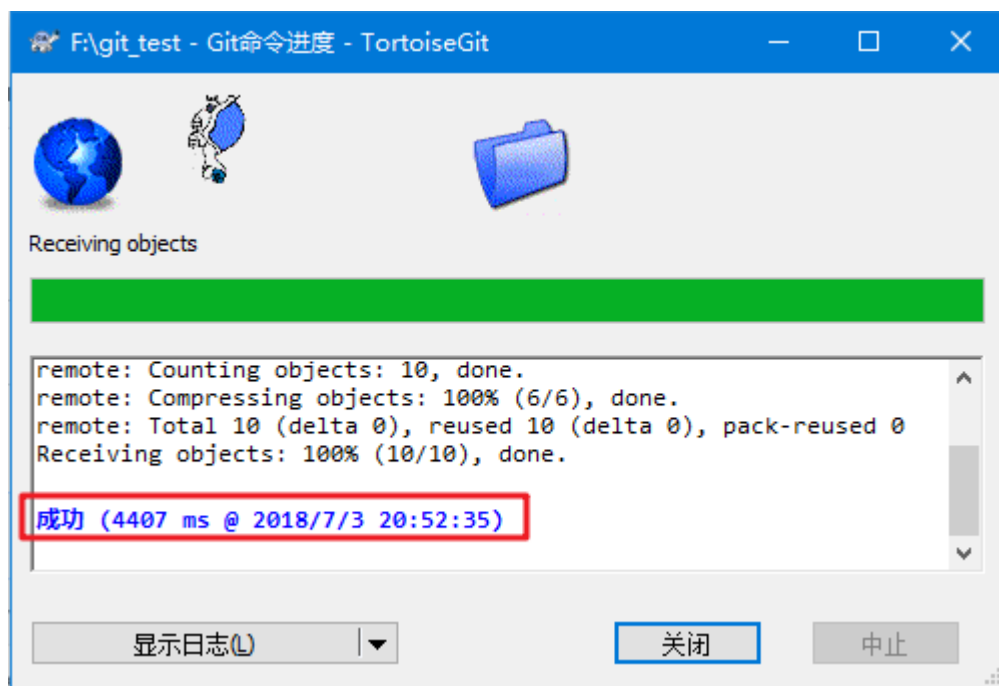 F:\git_test - Git命令进度 - TortoiseGit
Receiving objects
remote: Counting objects: 10, done.
remote: Compressing objects: 100% (6/6), done.
remote: Total 10 (delta 0), reused 10 (delta 0), pack-reused 0
Receiving objects: 100% (10/10), done.
成功 (4407 ms @ 2018/7/3 20:52:35)
显示日志(L)
关闭
中止